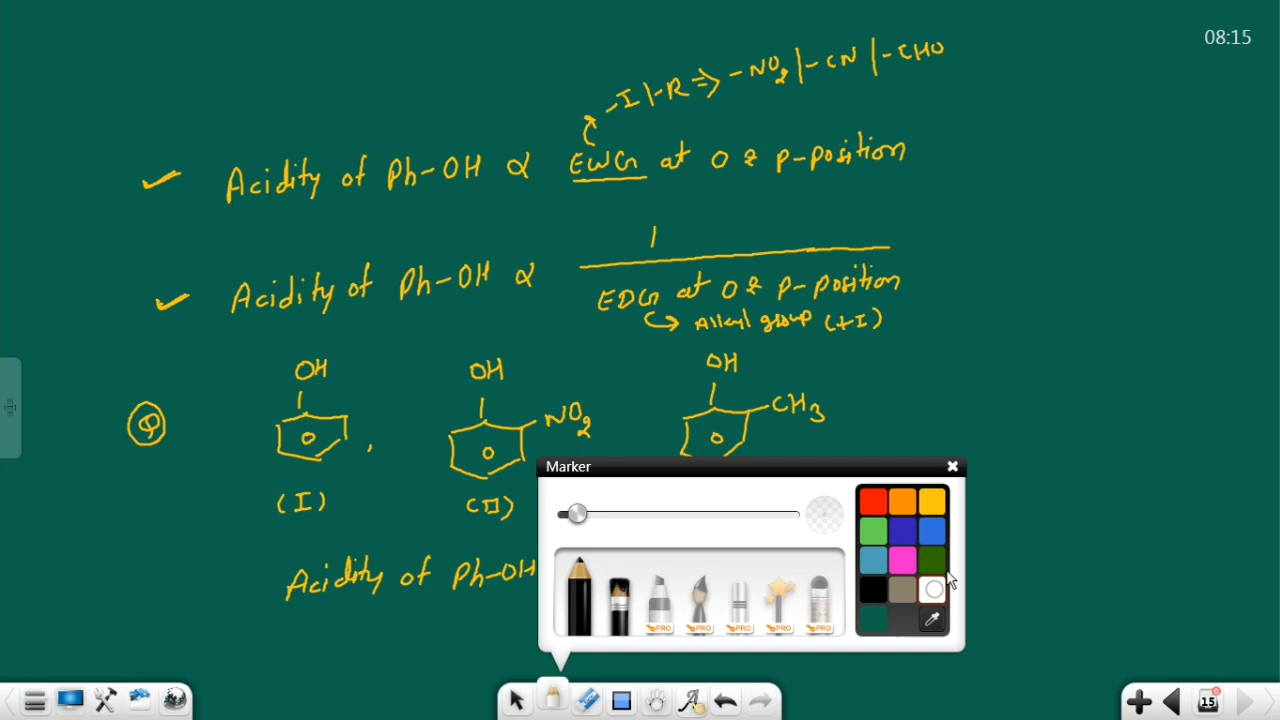 08:15
-I|-R ⇒ -NO2|-CN|-CHO
Acidity of Ph-OH α EWG at O & p-position
Acidity of Ph-OH α 1
EDG at O & p-position
Alkyl group (+I)
OH OH OH
Q
NO2 CH3
,
(I) (II)
Acidity of Ph-OH
Marker
PRO PRO PRO PRO PRO
15
0